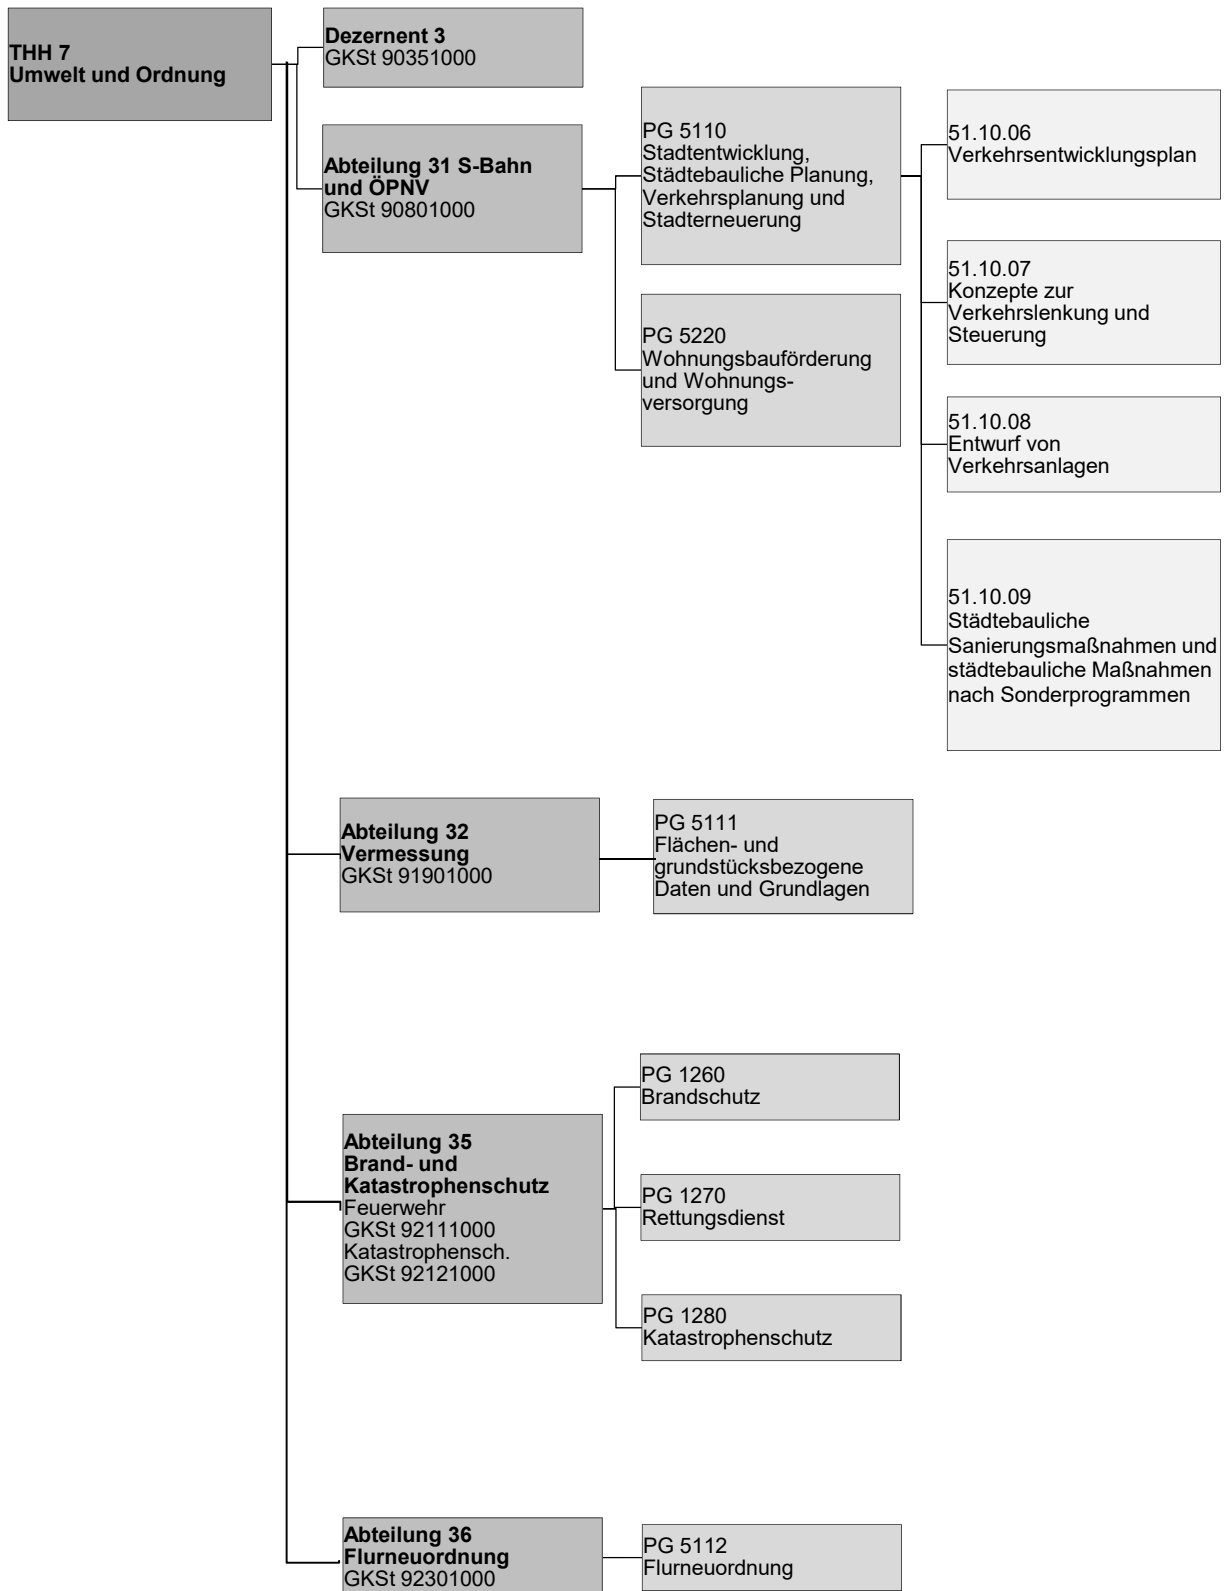 THH 7
Umwelt und Ordnung
Dezernent 3
GKSt 90351000
Abteilung 31 S-Bahn
und ÖPNV
GKSt 90801000
PG 5110
Stadtentwicklung,
Städtebauliche Planung,
Verkehrsplanung und
Stadterneuerung
51.10.06
Verkehrsentwicklungsplan
51.10.07
Konzepte zur
Verkehrslenkung und
Steuerung
PG 5220
Wohnungsbauförderung
und Wohnungs-
versorgung
51.10.08
Entwurf von
Verkehrsanlagen
51.10.09
Städtebauliche
Sanierungsmaßnahmen und
städtebauliche Maßnahmen
nach Sonderprogrammen
Abteilung 32
Vermessung
GKSt 91901000
PG 5111
Flächen- und
grundstücksbezogene
Daten und Grundlagen
Abteilung 35
Brand- und
Katastrophenschutz
Feuerwehr
GKSt 92111000
Katastrophensch.
GKSt 92121000
PG 1260
Brandschutz
PG 1270
Rettungsdienst
PG 1280
Katastrophenschutz
Abteilung 36
Flurneuordnung
GKSt 92301000
PG 5112
Flurneuordnung